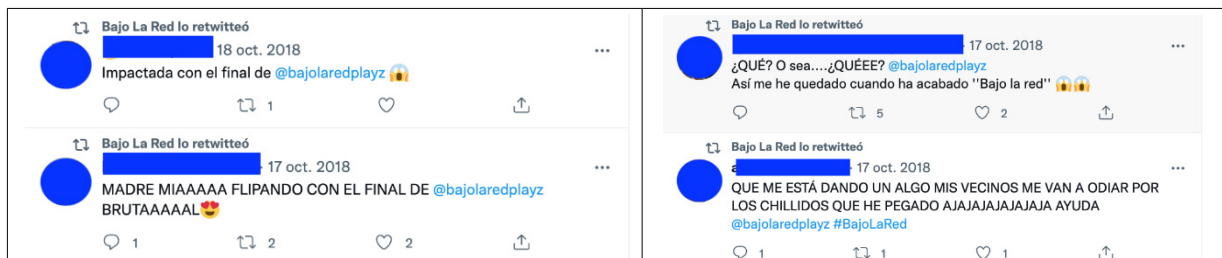 Bajo La Red lo retwitteó
18 oct. 2018
Impactada con el final de @bajolaredplayz 😱
1
Bajo La Red lo retwitteó
· 17 oct. 2018
MADRE MIAAAAA FLIPANDO CON EL FINAL DE @bajolaredplayz
BRUTAAAAAL😍
1 2 2
Bajo La Red lo retwitteó
· 17 oct. 2018
¿QUÉ? O sea....¿QUÉEE? @bajolaredplayz
Así me he quedado cuando ha acabado ''Bajo la red'' 😱😱
5 2
Bajo La Red lo retwitteó
a · 17 oct. 2018
QUE ME ESTÁ DANDO UN ALGO MIS VECINOS ME VAN A ODIAR POR
LOS CHILLIDOS QUE HE PEGADO AJAJAJAJAJAJAJA AYUDA
@bajolaredplayz #BajoLaRed
1 1 1